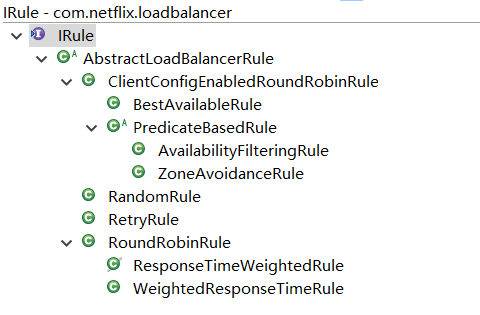 IRule - com.netflix.loadbalancer
IRule
AbstractLoadBalancerRule
ClientConfigEnabledRoundRobinRule
BestAvailableRule
PredicateBasedRule
AvailabilityFilteringRule
ZoneAvoidanceRule
RandomRule
RetryRule
RoundRobinRule
ResponseTimeWeightedRule
WeightedResponseTimeRule